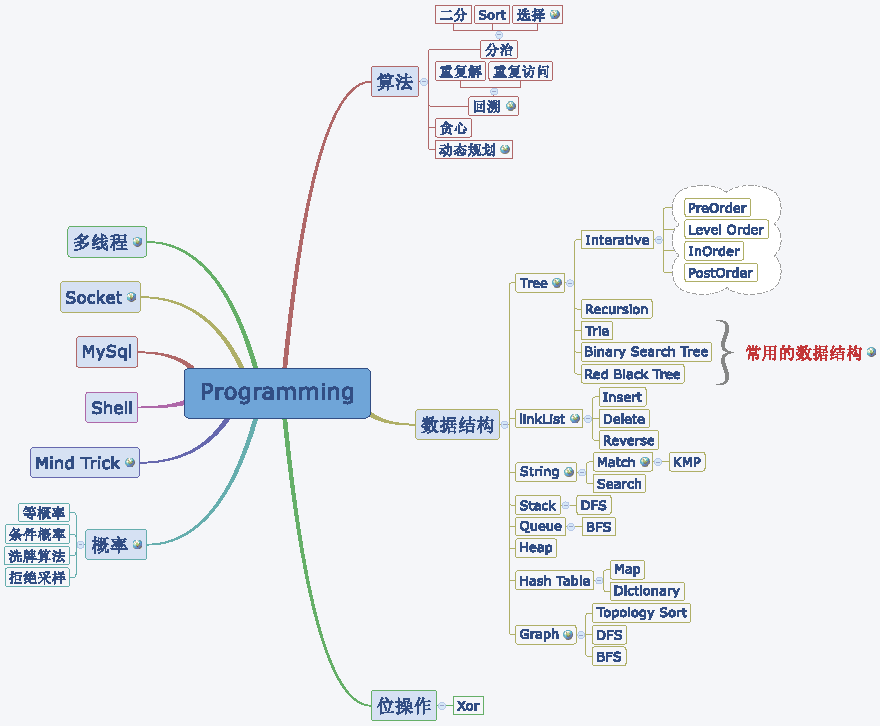 二分
Sort
选择
分治
算法
重复解
重复访问
回溯
贪心
动态规划
多线程
Socket
MySql
Shell
Mind Trick
概率
等概率
条件概率
洗牌算法
拒绝采样
Programming
数据结构
Tree
Interative
PreOrder
Level Order
InOrder
PostOrder
Recursion
Trie
Binary Search Tree
Red Black Tree
常用的数据结构
linkList
Insert
Delete
Reverse
String
Match
KMP
Search
Stack
DFS
Queue
BFS
Heap
Hash Table
Map
Dictionary
Graph
Topology Sort
DFS
BFS
位操作
Xor